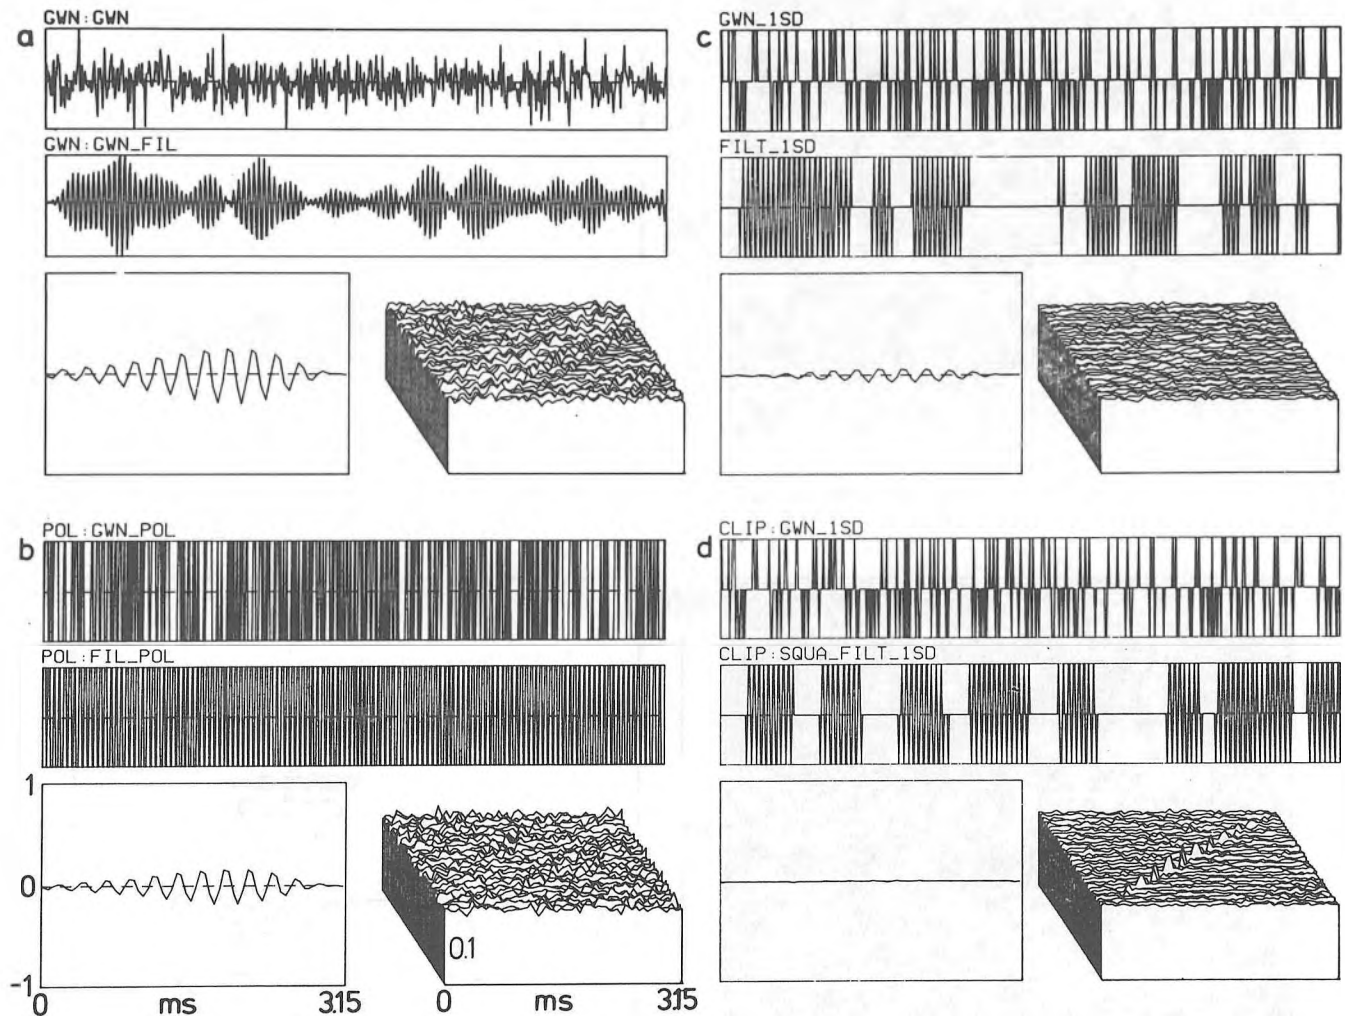 a
GWN:GWN
GWN:GWN_FIL
c
GWN_1SD
FILT_1SD
b
POL:GWN_POL
POL:FIL_POL
1
0
-1
0
ms
3.15
0.1
0
ms
3.15
d
CLIP:GWN_1SD
CLIP:SQUA_FILT_1SD